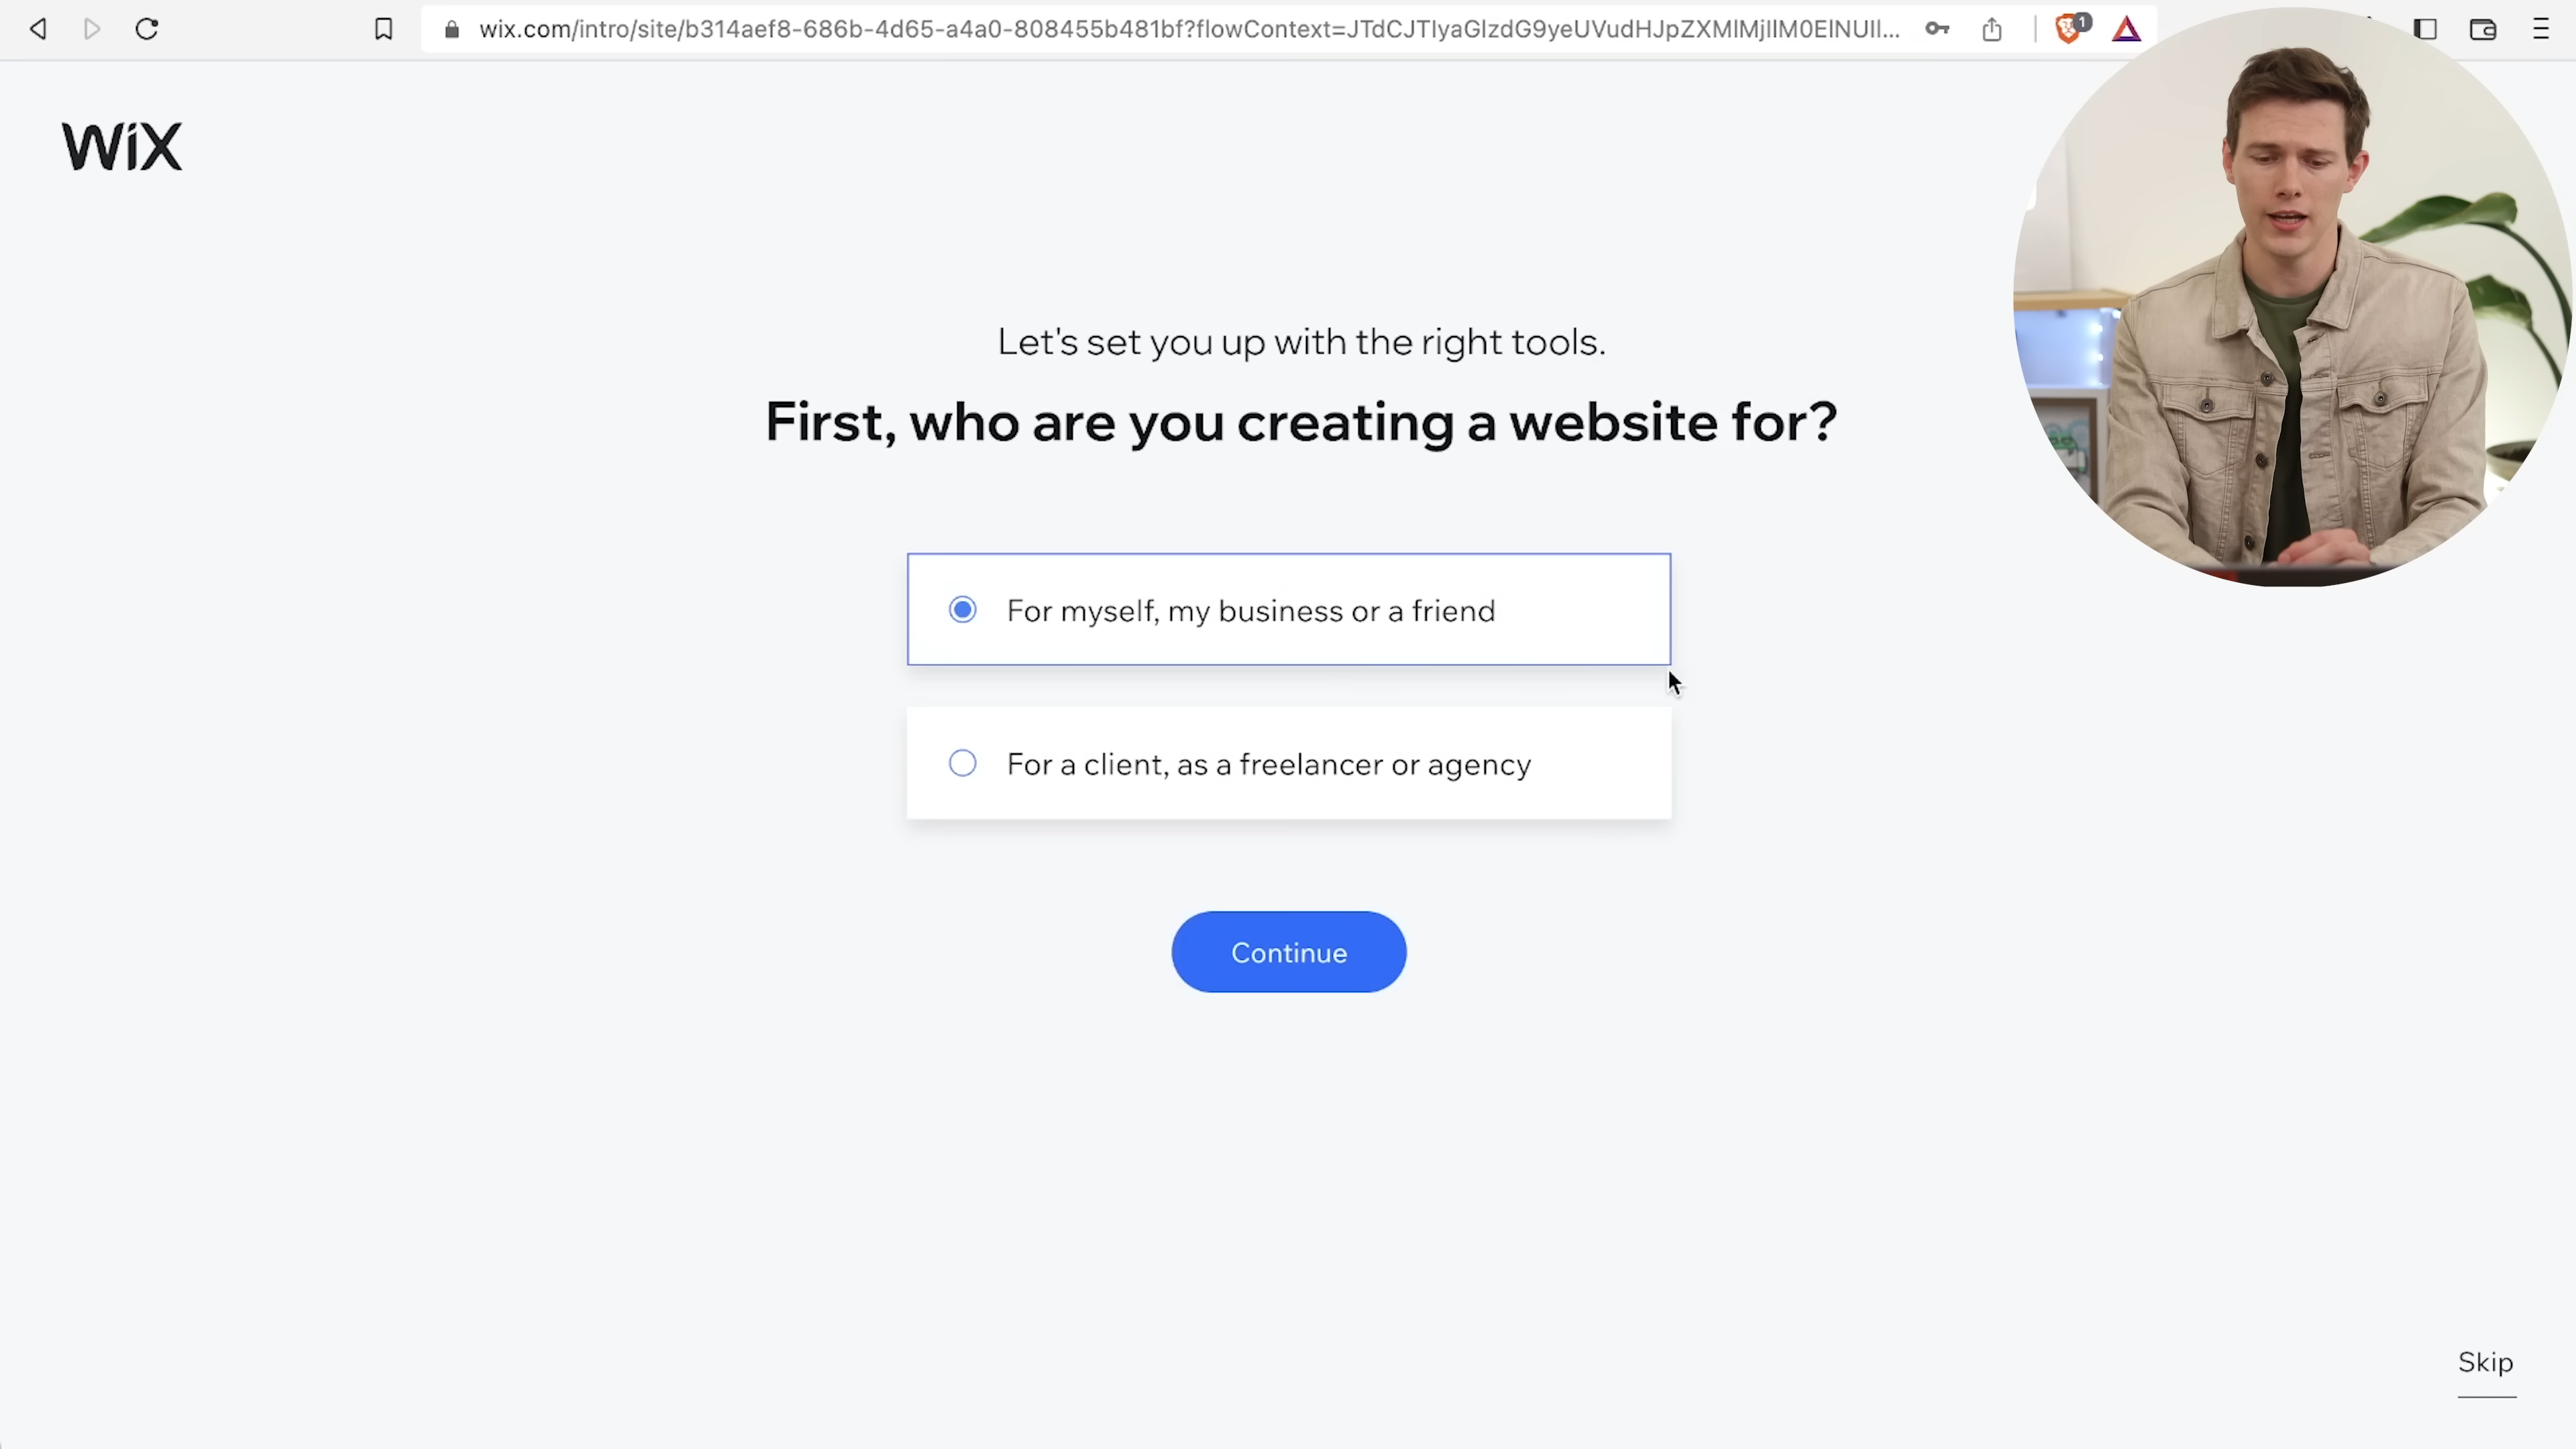 wix.com/intro/site/b314aef8-686b-4d65-a4a0-808455b481bf?flowContext=JTdCJTIyaGlzdG9yeUVudHJpZXMlMjIlM0ElNUIl...
1
WiX
Let's set you up with the right tools.
First, who are you creating a website for?
For myself, my business or a friend
For a client, as a freelancer or agency
Continue
Skip